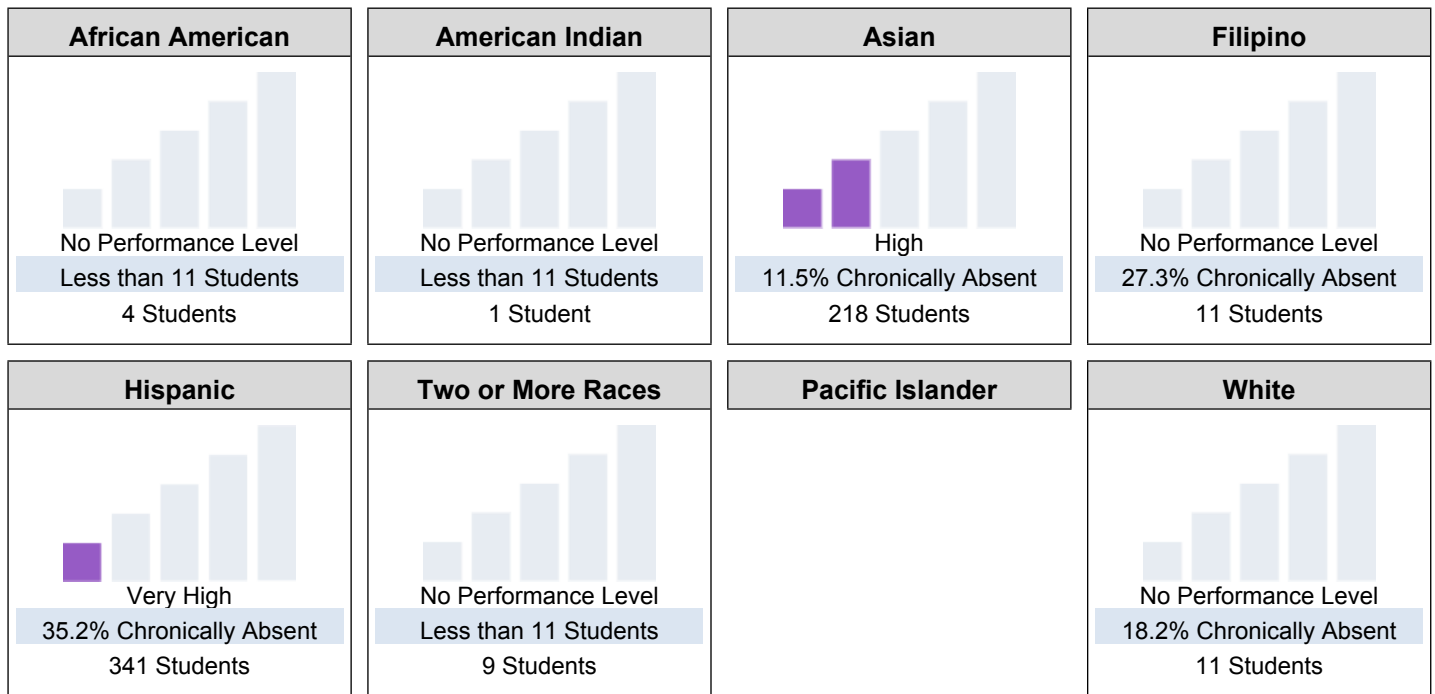 African American
No Performance Level
Less than 11 Students
4 Students
American Indian
No Performance Level
Less than 11 Students
1 Student
Asian
High
11.5% Chronically Absent
218 Students
Filipino
No Performance Level
27.3% Chronically Absent
11 Students
Hispanic
Very High
35.2% Chronically Absent
341 Students
Two or More Races
No Performance Level
Less than 11 Students
9 Students
Pacific Islander
White
No Performance Level
18.2% Chronically Absent
11 Students